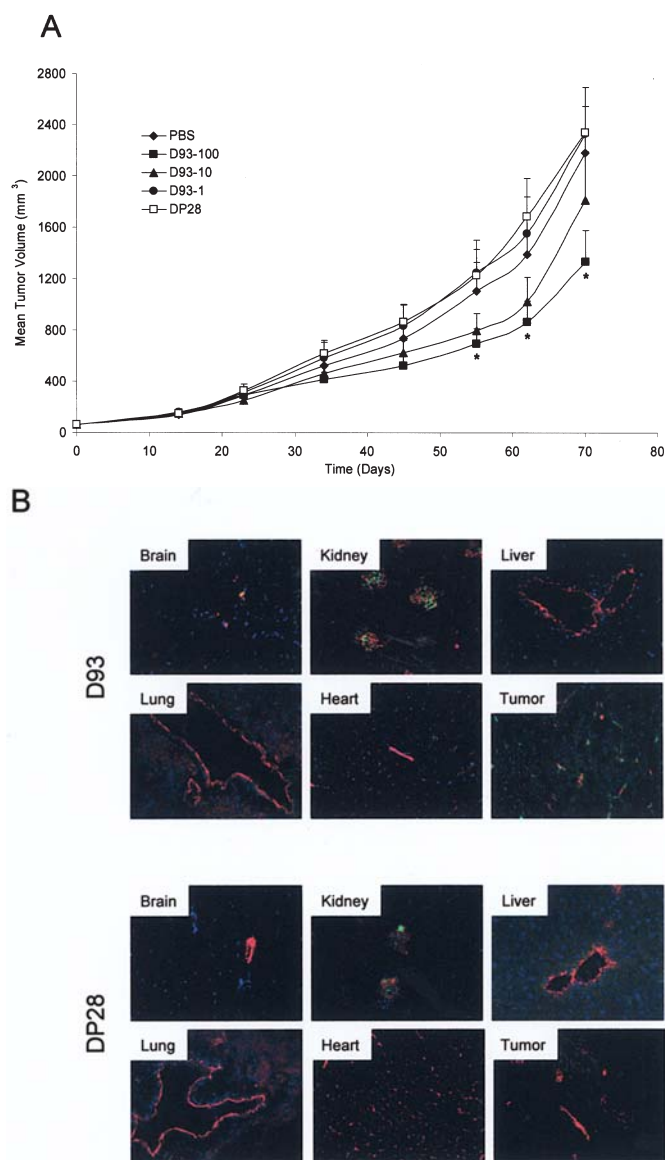 A
2800
2400
2000
1600
1200
800
400
0
Mean Tumor Volume (mm³)
PBS
D93-100
D93-10
D93-1
DP28
* * *
0 10 20 30 40 50 60 70 80
Time (Days)
B
D93
Brain Kidney Liver
Lung Heart Tumor
DP28
Brain Kidney Liver
Lung Heart Tumor